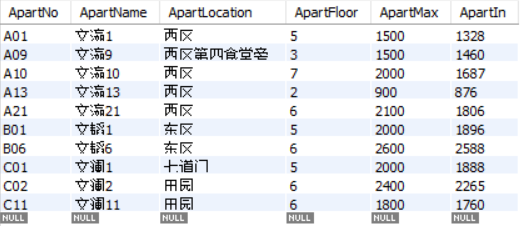 ApartNo ApartName ApartLocation ApartFloor ApartMax ApartIn
A01 文瀛1 西区 5 1500 1328
A09 文瀛9 西区第四食堂旁 3 1500 1460
A10 文瀛10 西区 7 2000 1687
A13 文瀛13 西区 2 900 876
A21 文瀛21 西区 6 2100 1806
B01 文韬1 东区 5 2000 1896
B06 文韬6 东区 6 2600 2588
C01 文澜1 七道门 5 2000 1888
C02 文澜2 田园 6 2400 2265
C11 文澜11 田园 6 1800 1760
NULL NULL NULL NULL NULL NULL